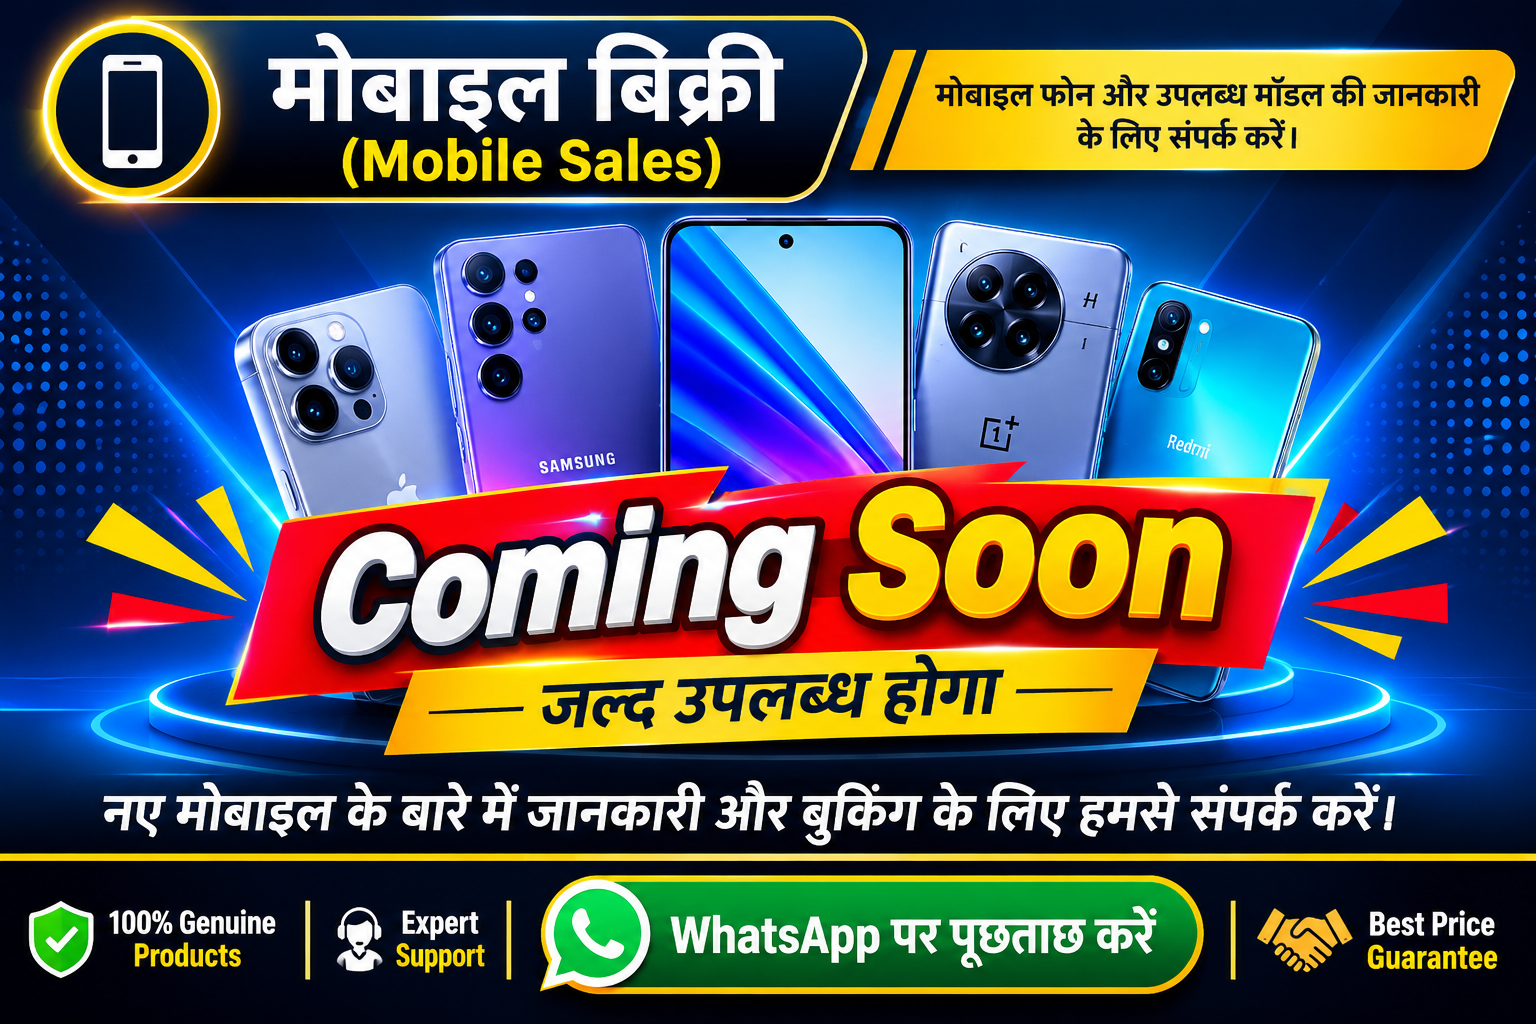 मोबाइल बिक्री
(Mobile Sales)
मोबाइल फोन और उपलब्ध मॉडल की जानकारी
के लिए संपर्क करें।
SAMSUNG
H
1+
Redmi
Coming Soon
जल्द उपलब्ध होगा
नए मोबाइल के बारे में जानकारी और बुकिंग के लिए हमसे संपर्क करें।
100% Genuine
Products
Expert
Support
WhatsApp पर पूछताछ करें
Best Price
Guarantee